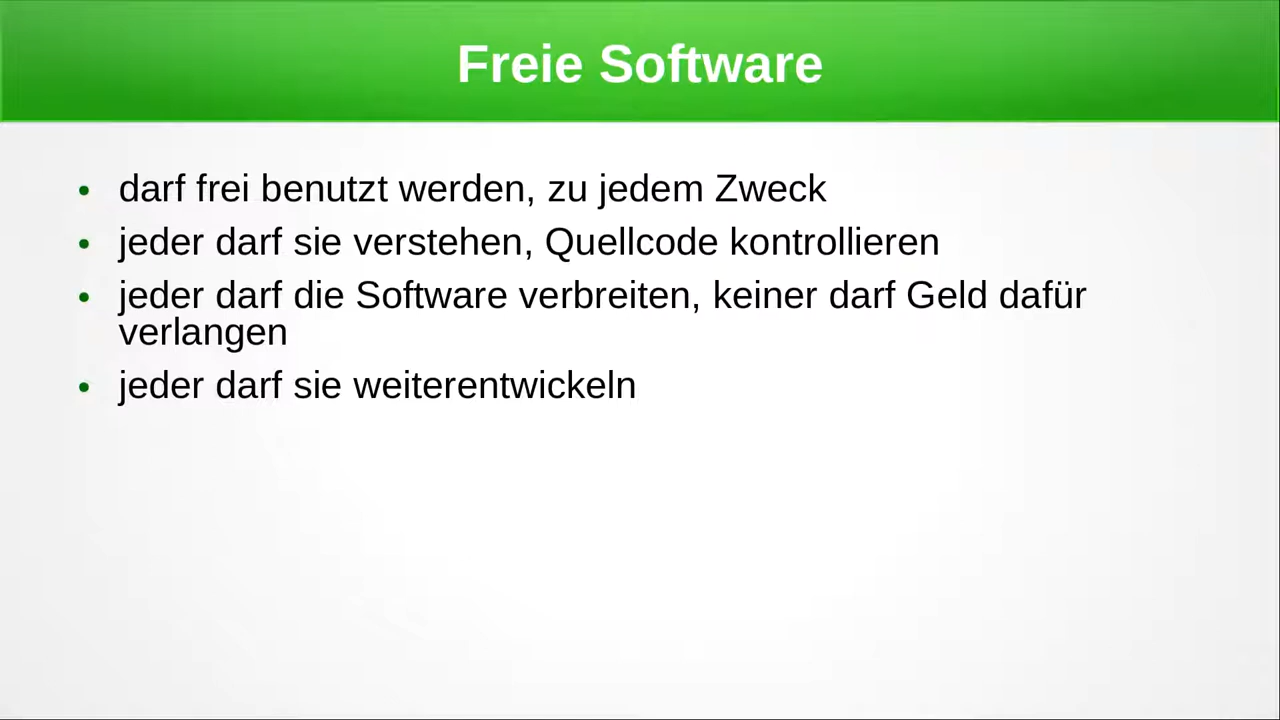 Freie Software
• darf frei benutzt werden, zu jedem Zweck
• jeder darf sie verstehen, Quellcode kontrollieren
• jeder darf die Software verbreiten, keiner darf Geld dafür
verlangen
• jeder darf sie weiterentwickeln